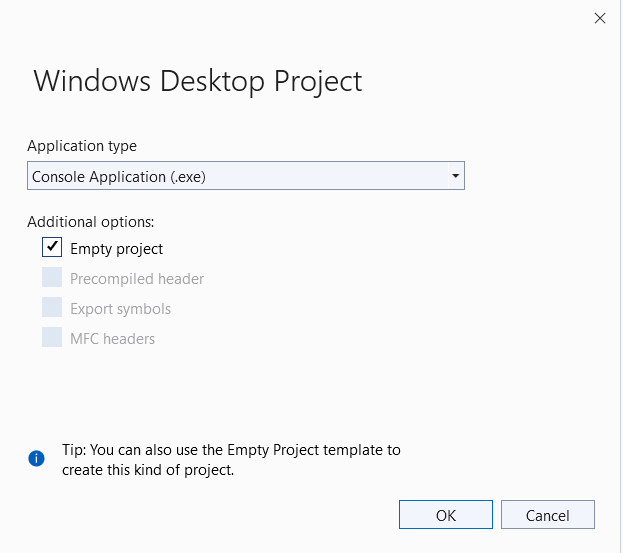 Windows Desktop Project
Application type
Console Application (.exe)
Additional options:
Empty project
Precompiled header
Export symbols
MFC headers
Tip: You can also use the Empty Project template to
create this kind of project.
OK
Cancel